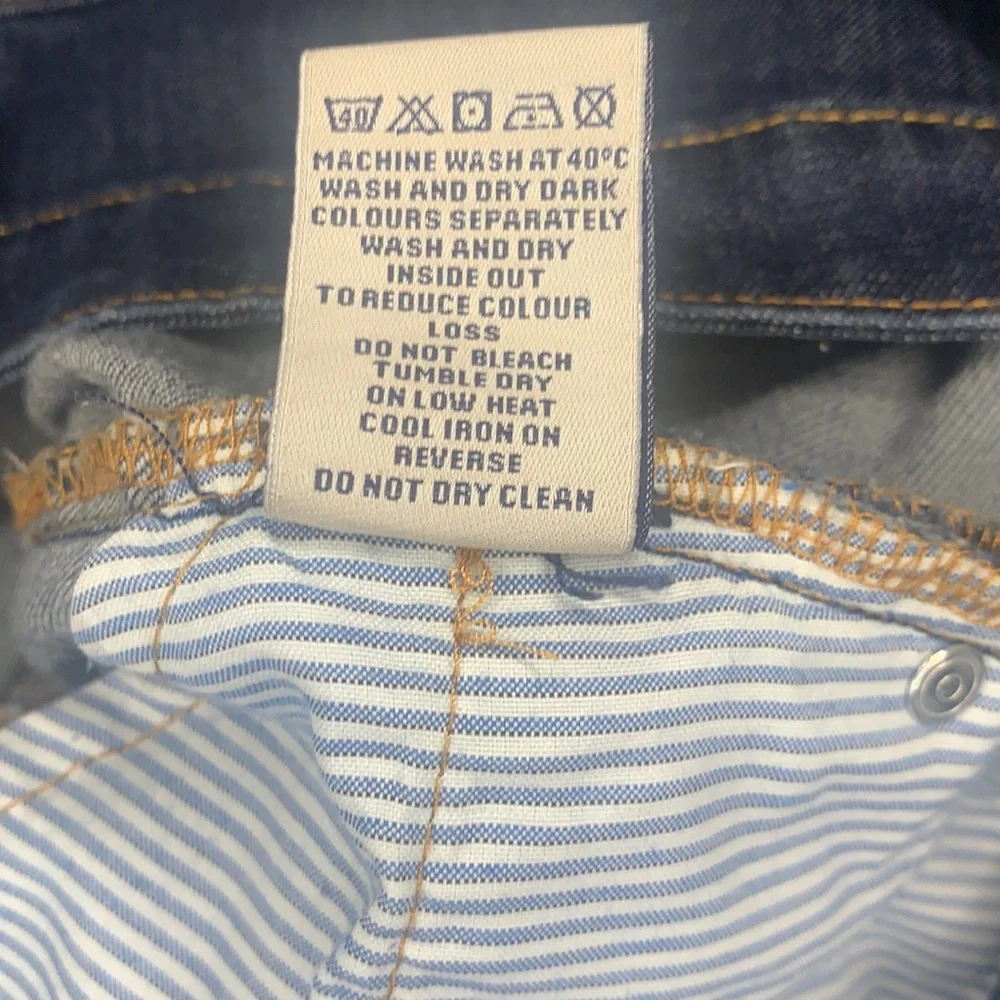 40
MACHINE WASH AT 40°C
WASH AND DRY DARK
COLOURS SEPARATELY
WASH AND DRY
INSIDE OUT
TO REDUCE COLOUR
LOSS
DO NOT BLEACH
TUMBLE DRY
ON LOW HEAT
COOL IRON ON
REVERSE
DO NOT DRY CLEAN